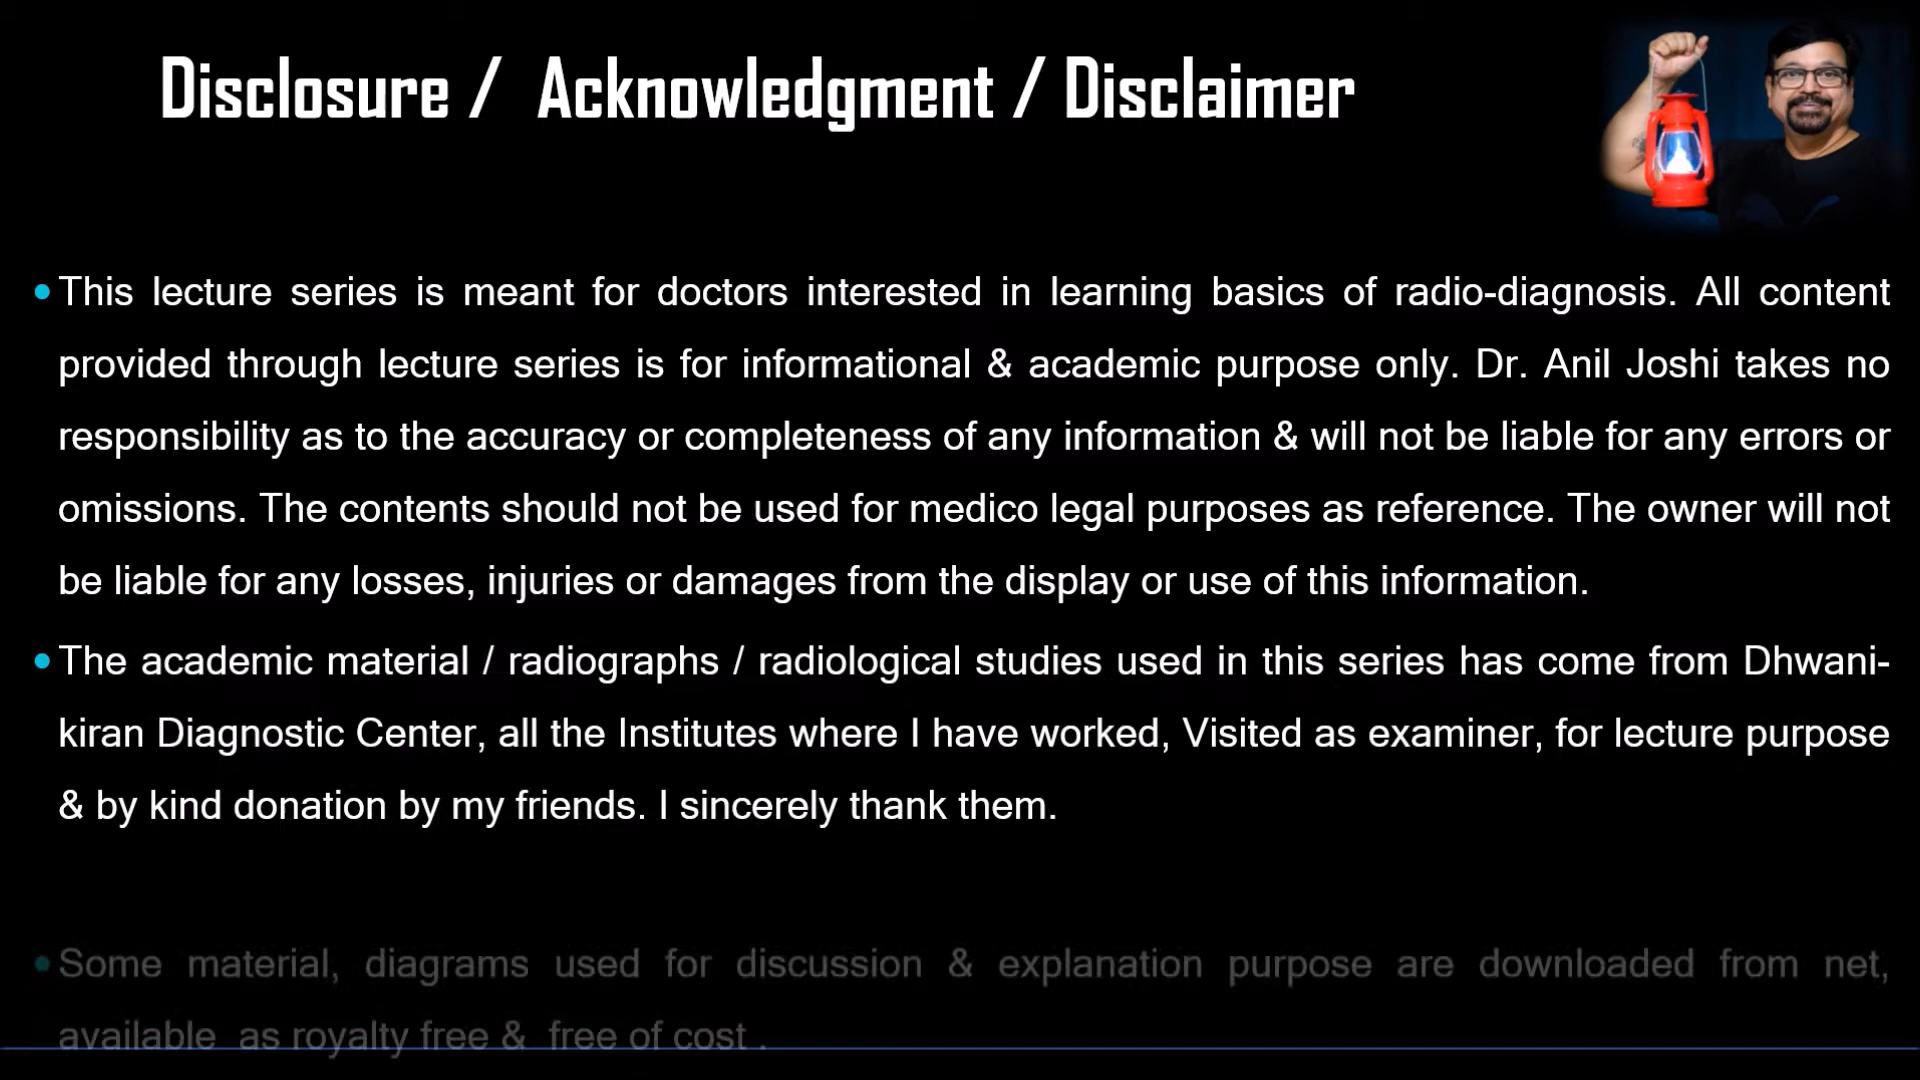 Disclosure / Acknowledgment / Disclaimer
• This lecture series is meant for doctors interested in learning basics of radio-diagnosis. All content
provided through lecture series is for informational & academic purpose only. Dr. Anil Joshi takes no
responsibility as to the accuracy or completeness of any information & will not be liable for any errors or
omissions. The contents should not be used for medico legal purposes as reference. The owner will not
be liable for any losses, injuries or damages from the display or use of this information.
• The academic material / radiographs / radiological studies used in this series has come from Dhwani-
kiran Diagnostic Center, all the Institutes where I have worked, Visited as examiner, for lecture purpose
& by kind donation by my friends. I sincerely thank them.
• Some material, diagrams used for discussion & explanation purpose are downloaded from net,
available as royalty free & free of cost .